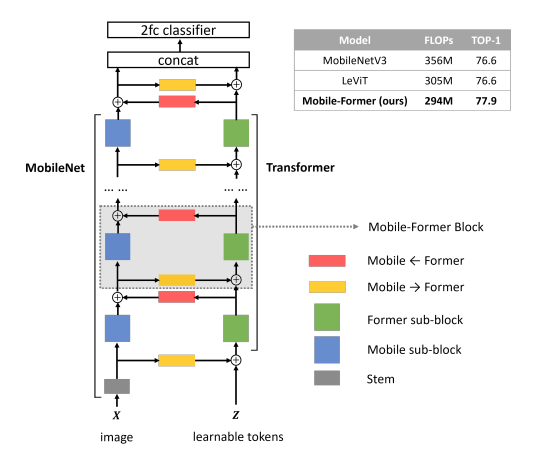 2fc classifier
concat
Model FLOPs TOP-1
MobileNetV3 356M 76.6
LeViT 305M 76.6
Mobile-Former (ours) 294M 77.9
MobileNet
Transformer
... ...
... ...
Mobile-Former Block
Mobile ← Former
Mobile → Former
Former sub-block
Mobile sub-block
Stem
X
Z
image
learnable tokens